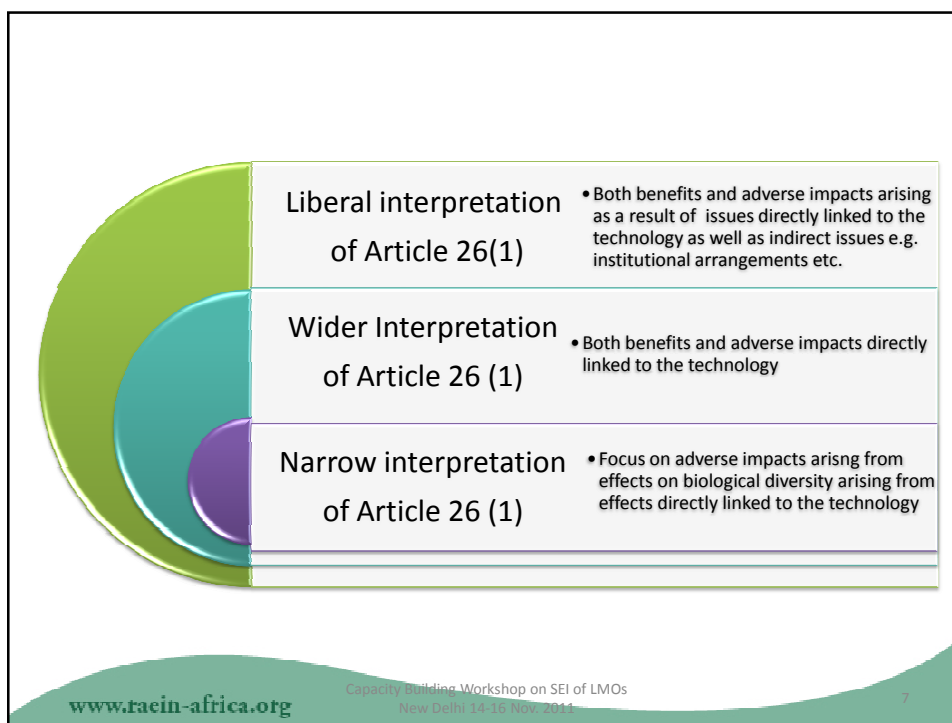 Liberal interpretation
of Article 26(1)
•Both benefits and adverse impacts arising
as a result of issues directly linked to the
technology as well as indirect issues e.g.
institutional arrangements etc.
Wider Interpretation
of Article 26 (1)
•Both benefits and adverse impacts directly
linked to the technology
Narrow interpretation
of Article 26 (1)
•Focus on adverse impacts arisng from
effects on biological diversity arising from
effects directly linked to the technology
www.raein-africa.org
Capacity Building Workshop on SEI of LMOs
New Delhi 14-16 Nov. 2011
7